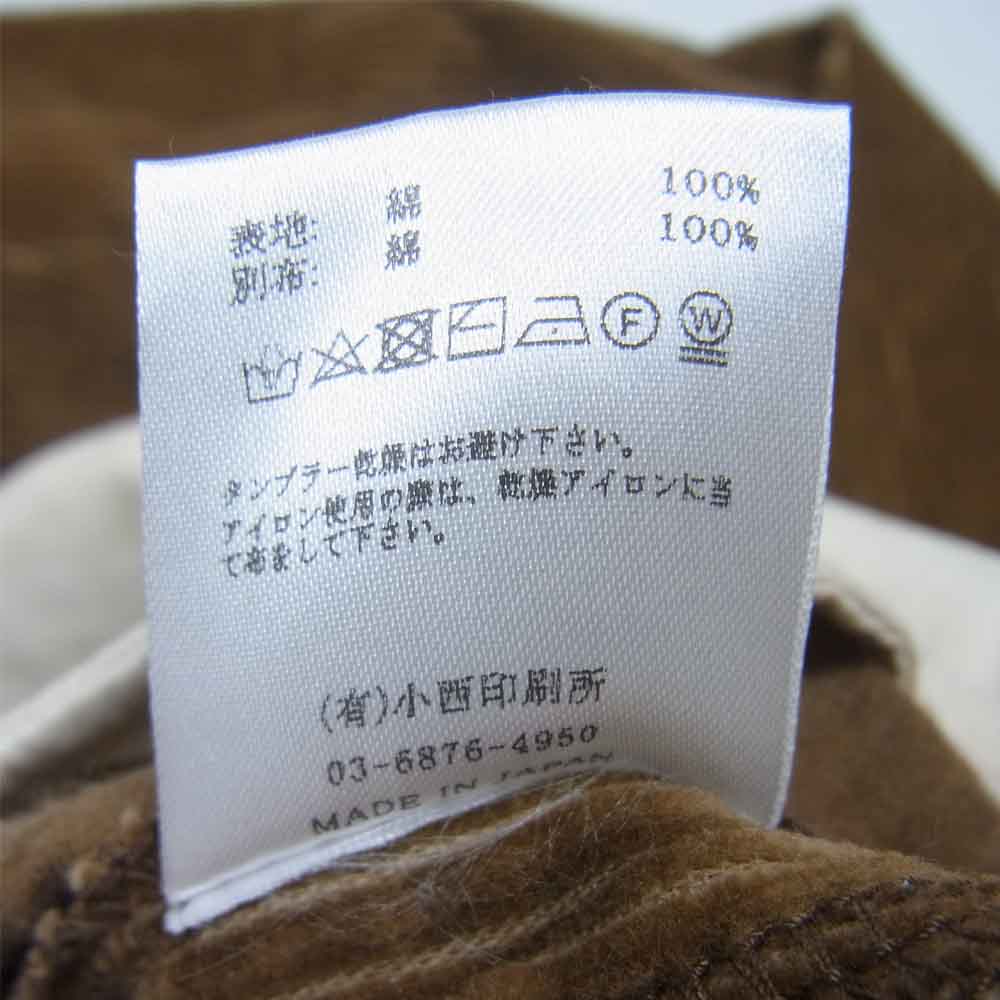 表地: 綿 100%
別布: 綿 100%
F W
タンブラー乾燥はお避け下さい。
アイロン使用の際は、乾燥アイロンに当
て布をして下さい。
(有)小西印刷所
03-6876-4950
MADE IN JAPAN